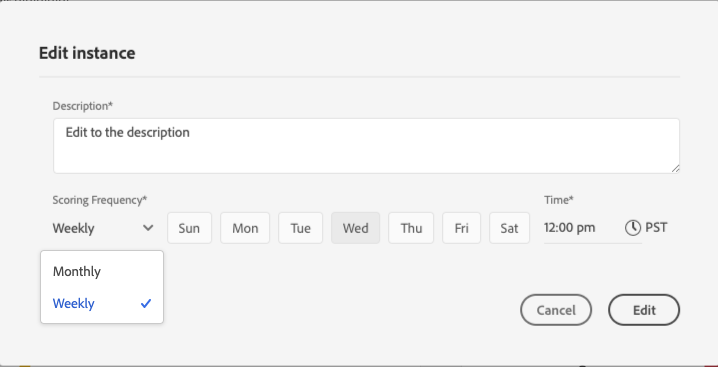 Edit instance
Description*
Edit to the description
Scoring Frequency* Time*
Weekly Sun Mon Tue Wed Thu Fri Sat 12:00 pm PST
Monthly
Weekly
Cancel Edit